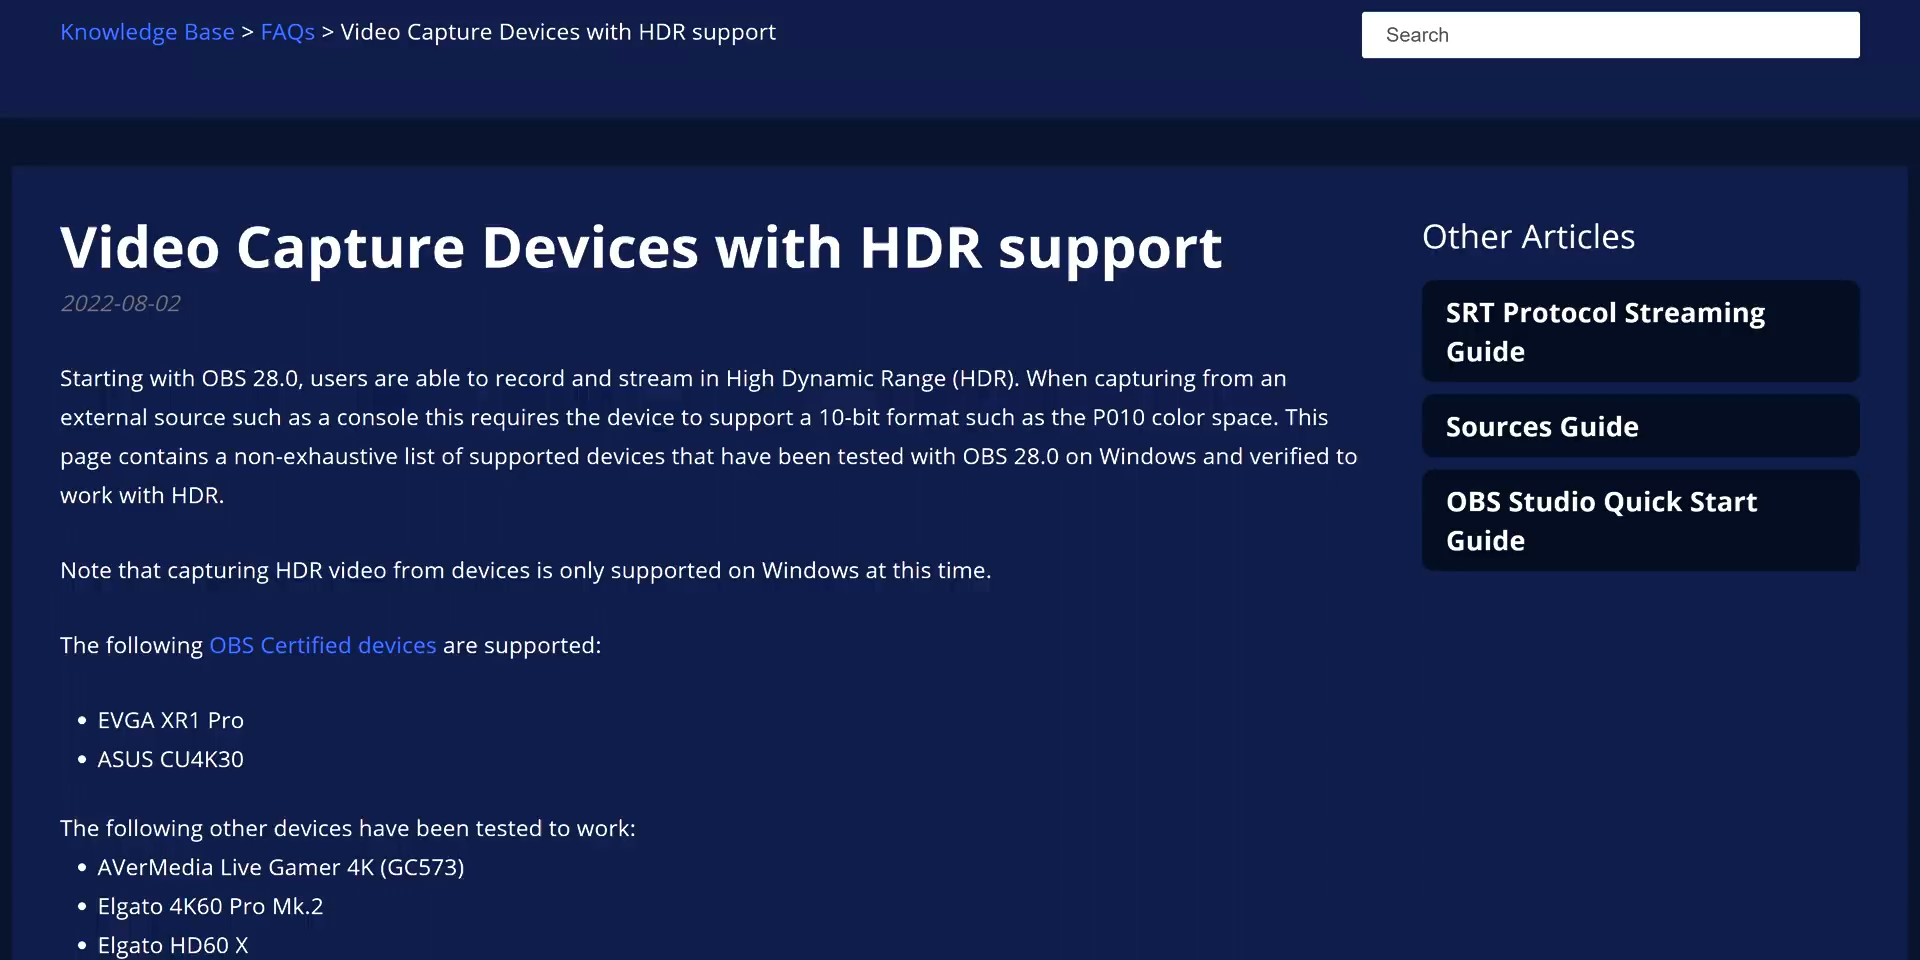 Knowledge Base > FAQs > Video Capture Devices with HDR support
Search
Video Capture Devices with HDR support
2022-08-02
Starting with OBS 28.0, users are able to record and stream in High Dynamic Range (HDR). When capturing from an
external source such as a console this requires the device to support a 10-bit format such as the P010 color space. This
page contains a non-exhaustive list of supported devices that have been tested with OBS 28.0 on Windows and verified to
work with HDR.
Note that capturing HDR video from devices is only supported on Windows at this time.
The following OBS Certified devices are supported:
• EVGA XR1 Pro
• ASUS CU4K30
The following other devices have been tested to work:
• AVerMedia Live Gamer 4K (GC573)
• Elgato 4K60 Pro Mk.2
• Elgato HD60 X
Other Articles
SRT Protocol Streaming
Guide
Sources Guide
OBS Studio Quick Start
Guide